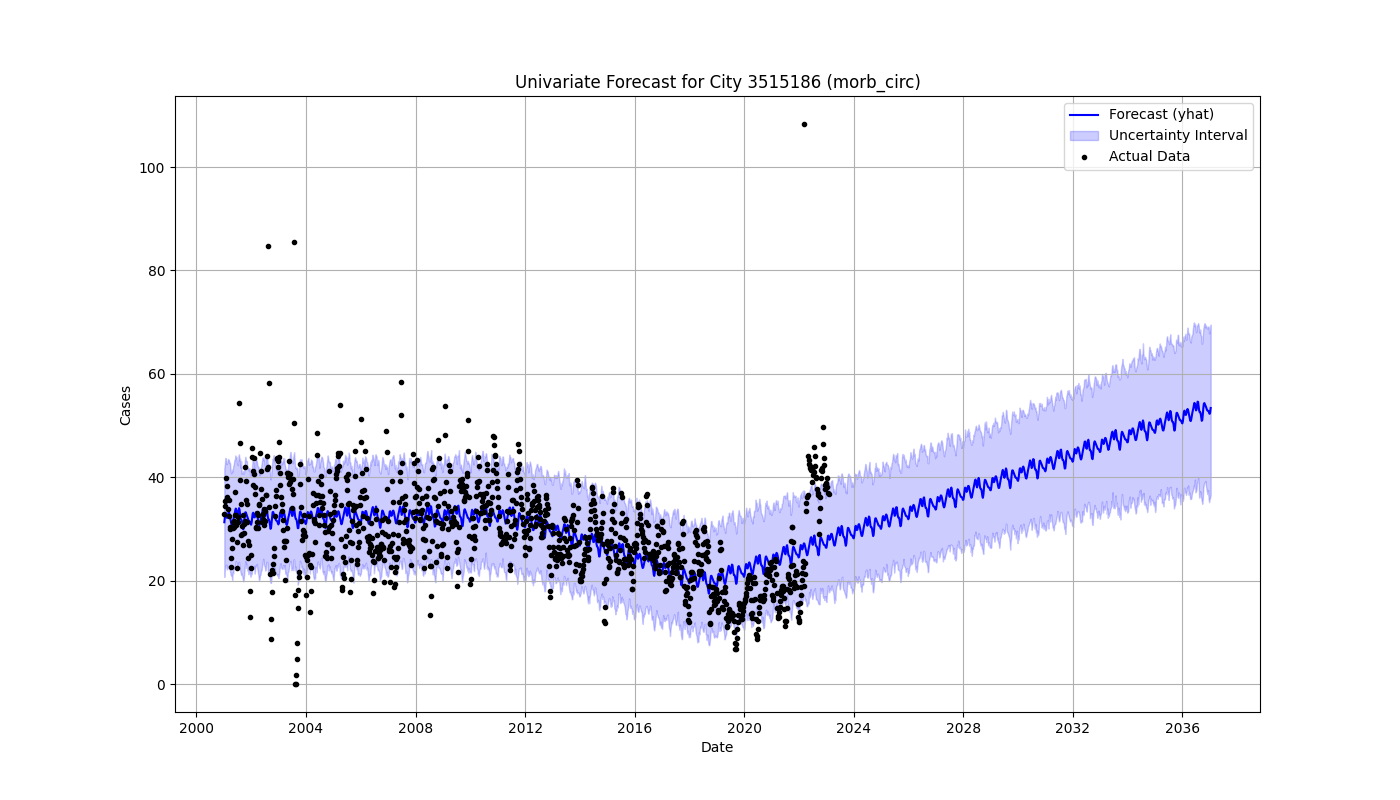 Univariate Forecast for City 3515186 (morb_circ)
Forecast (yhat)
Uncertainty Interval
Actual Data
Cases
100
80
60
40
20
0
2000 2004 2008 2012 2016 2020 2024 2028 2032 2036
Date